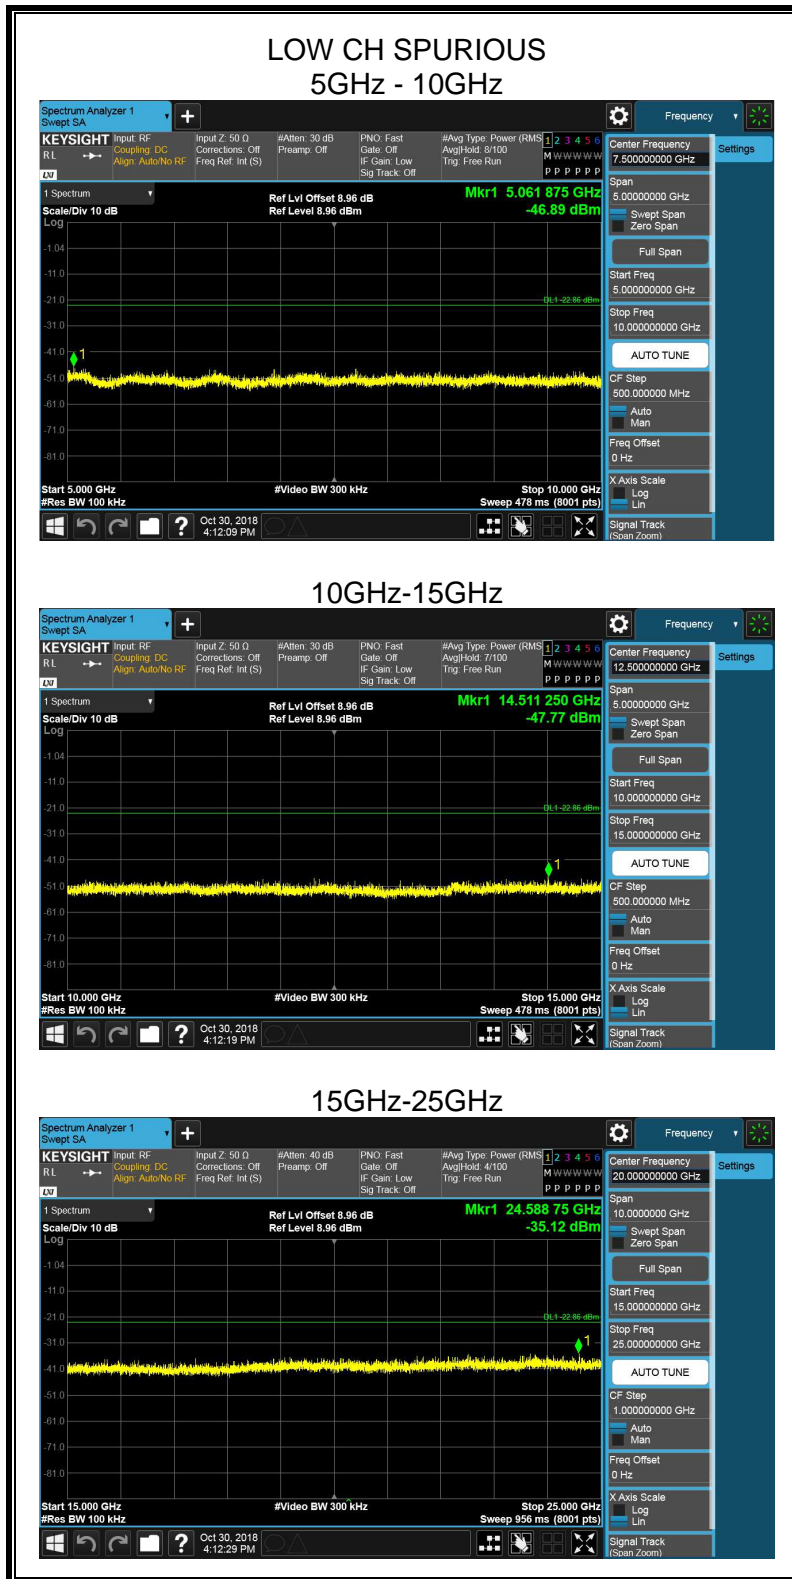 LOW CH SPURIOUS
5GHz - 10GHz
Spectrum Analyzer 1
Swept SA
Frequency
KEYSIGHT
RL
LXI
Input: RF
Coupling: DC
Align: Auto/No RF
Input Z: 50 Ω
Corrections: Off
Freq Ref: Int (S)
#Atten: 30 dB
Preamp: Off
PNO: Fast
Gate: Off
IF Gain: Low
Sig Track: Off
#Avg Type: Power (RMS
Avg|Hold: 8/100
Trig: Free Run
1 2 3 4 5 6
M W W W W W
P P P P P P
1 Spectrum
Scale/Div 10 dB
Log
Ref Lvl Offset 8.96 dB
Ref Level 8.96 dBm
Mkr1 5.061 875 GHz
-46.89 dBm
-1.04
-11.0
-21.0
DL1 -22.86 dBm
-31.0
-41.0
1
-51.0
-61.0
-71.0
-81.0
Start 5.000 GHz
#Res BW 100 kHz
#Video BW 300 kHz
Stop 10.000 GHz
Sweep 478 ms (8001 pts)
Oct 30, 2018
4:12:09 PM
Center Frequency
7.500000000 GHz
Settings
Span
5.00000000 GHz
Swept Span
Zero Span
Full Span
Start Freq
5.000000000 GHz
Stop Freq
10.000000000 GHz
AUTO TUNE
CF Step
500.000000 MHz
Auto
Man
Freq Offset
0 Hz
X Axis Scale
Log
Lin
Signal Track
(Span Zoom)
10GHz-15GHz
Spectrum Analyzer 1
Swept SA
Frequency
KEYSIGHT
RL
LXI
Input: RF
Coupling: DC
Align: Auto/No RF
Input Z: 50 Ω
Corrections: Off
Freq Ref: Int (S)
#Atten: 30 dB
Preamp: Off
PNO: Fast
Gate: Off
IF Gain: Low
Sig Track: Off
#Avg Type: Power (RMS
Avg|Hold: 7/100
Trig: Free Run
1 2 3 4 5 6
M W W W W W
P P P P P P
1 Spectrum
Scale/Div 10 dB
Log
Ref Lvl Offset 8.96 dB
Ref Level 8.96 dBm
Mkr1 14.511 250 GHz
-47.77 dBm
-1.04
-11.0
-21.0
DL1 -22.86 dBm
-31.0
-41.0
1
-51.0
-61.0
-71.0
-81.0
Start 10.000 GHz
#Res BW 100 kHz
#Video BW 300 kHz
Stop 15.000 GHz
Sweep 478 ms (8001 pts)
Oct 30, 2018
4:12:19 PM
Center Frequency
12.500000000 GHz
Settings
Span
5.00000000 GHz
Swept Span
Zero Span
Full Span
Start Freq
10.000000000 GHz
Stop Freq
15.000000000 GHz
AUTO TUNE
CF Step
500.000000 MHz
Auto
Man
Freq Offset
0 Hz
X Axis Scale
Log
Lin
Signal Track
(Span Zoom)
15GHz-25GHz
Spectrum Analyzer 1
Swept SA
Frequency
KEYSIGHT
RL
LXI
Input: RF
Coupling: DC
Align: Auto/No RF
Input Z: 50 Ω
Corrections: Off
Freq Ref: Int (S)
#Atten: 40 dB
Preamp: Off
PNO: Fast
Gate: Off
IF Gain: Low
Sig Track: Off
#Avg Type: Power (RMS
Avg|Hold: 4/100
Trig: Free Run
1 2 3 4 5 6
M W W W W W
P P P P P P
1 Spectrum
Scale/Div 10 dB
Log
Ref Lvl Offset 8.96 dB
Ref Level 8.96 dBm
Mkr1 24.588 75 GHz
-35.12 dBm
-1.04
-11.0
-21.0
DL1 -22.86 dBm
-31.0
1
-41.0
-51.0
-61.0
-71.0
-81.0
Start 15.000 GHz
#Res BW 100 kHz
#Video BW 300 kHz
Stop 25.000 GHz
Sweep 956 ms (8001 pts)
Oct 30, 2018
4:12:29 PM
Center Frequency
20.000000000 GHz
Settings
Span
10.0000000 GHz
Swept Span
Zero Span
Full Span
Start Freq
15.000000000 GHz
Stop Freq
25.000000000 GHz
AUTO TUNE
CF Step
1.000000000 GHz
Auto
Man
Freq Offset
0 Hz
X Axis Scale
Log
Lin
Signal Track
(Span Zoom)